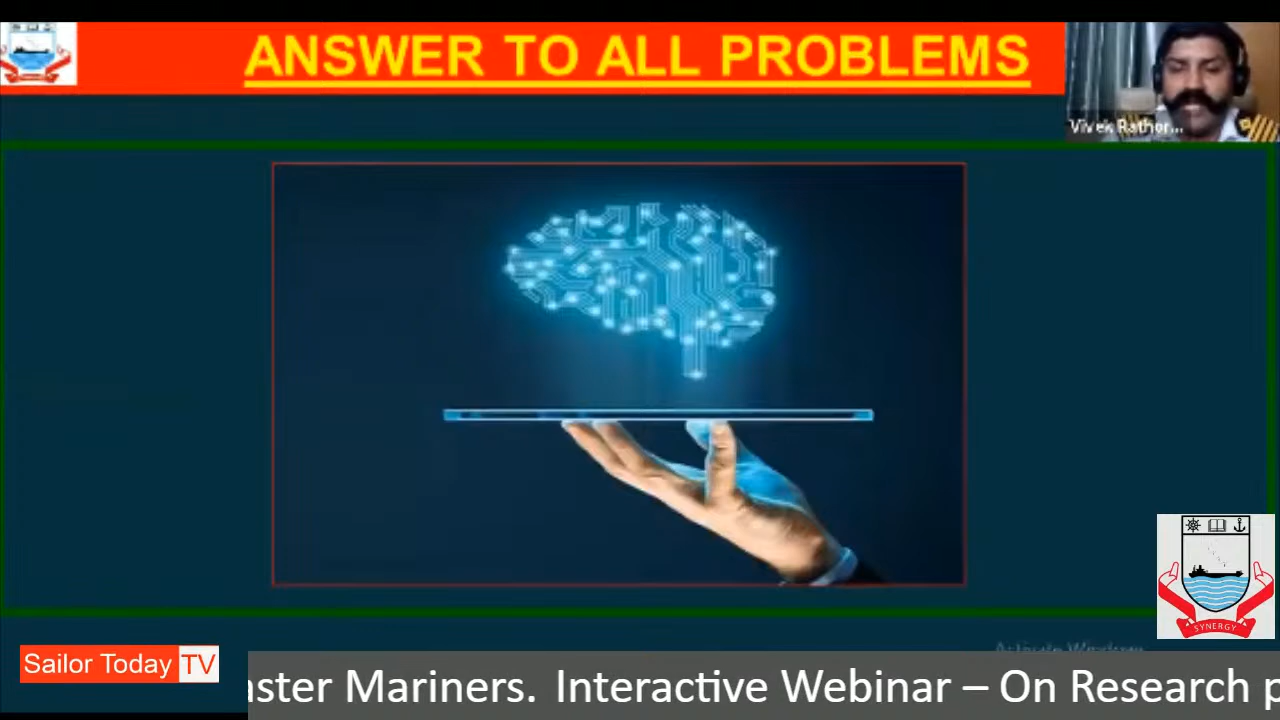 ANSWER TO ALL PROBLEMS
Vivek Rathor...
SYNERGY
Sailor Today TV
aster Mariners. Interactive Webinar – On Research p